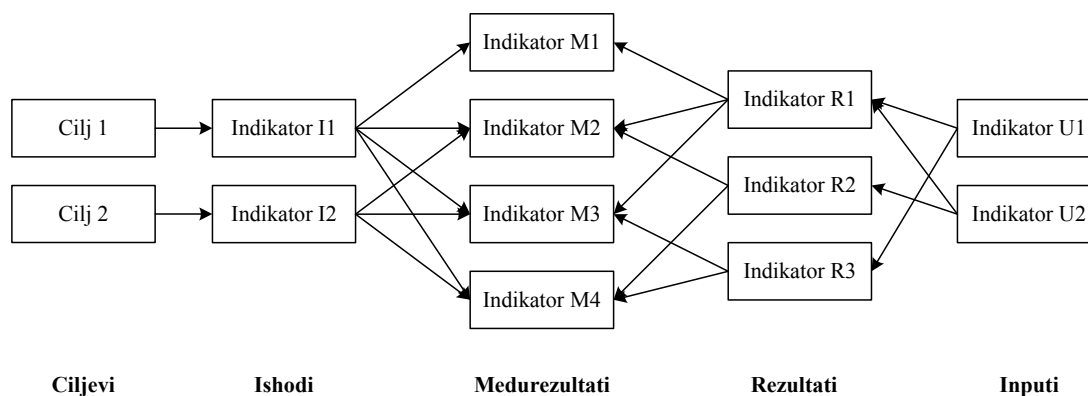 Cilj 1
Cilj 2
Indikator I1
Indikator I2
Indikator M1
Indikator M2
Indikator M3
Indikator M4
Indikator R1
Indikator R2
Indikator R3
Indikator U1
Indikator U2
Ciljevi Ishodi Medurezultati Rezultati Inputi